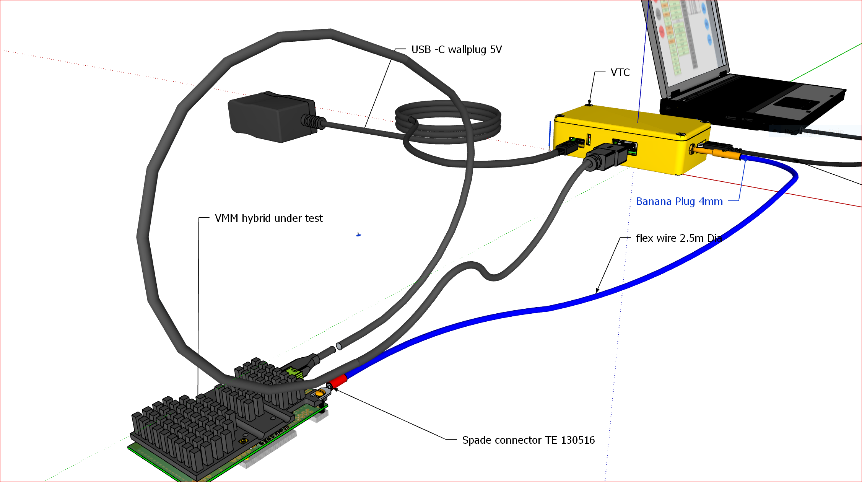 USB -C wallplug 5V
VTC
Banana Plug 4mm
VMM hybrid under test
flex wire 2.5m Dia
Spade connector TE 130516